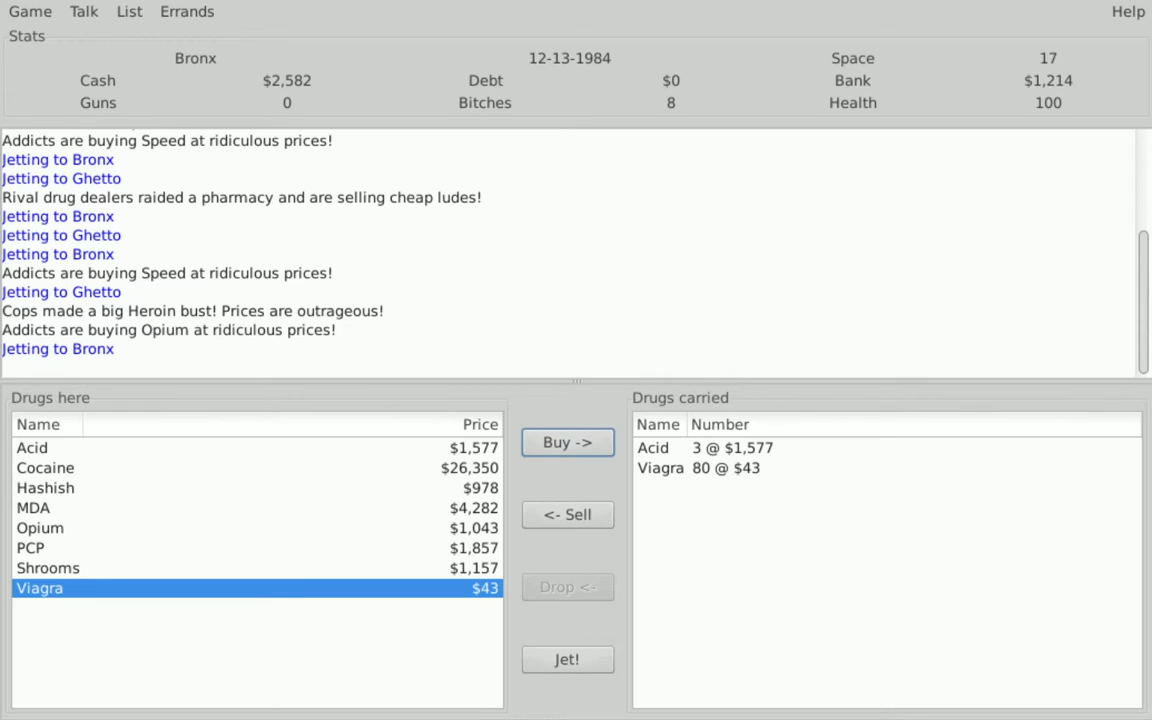 Game Talk List Errands Help
Stats
Bronx 12-13-1984 Space 17
Cash $2,582 Debt $0 Bank $1,214
Guns 0 Bitches 8 Health 100
Addicts are buying Speed at ridiculous prices!
Jetting to Bronx
Jetting to Ghetto
Rival drug dealers raided a pharmacy and are selling cheap ludes!
Jetting to Bronx
Jetting to Ghetto
Jetting to Bronx
Addicts are buying Speed at ridiculous prices!
Jetting to Ghetto
Cops made a big Heroin bust! Prices are outrageous!
Addicts are buying Opium at ridiculous prices!
Jetting to Bronx
Drugs here
Name Price
Acid $1,577
Cocaine $26,350
Hashish $978
MDA $4,282
Opium $1,043
PCP $1,857
Shrooms $1,157
Viagra $43
Buy ->
<- Sell
Drop <-
Jet!
Drugs carried
Name Number
Acid 3 @ $1,577
Viagra 80 @ $43